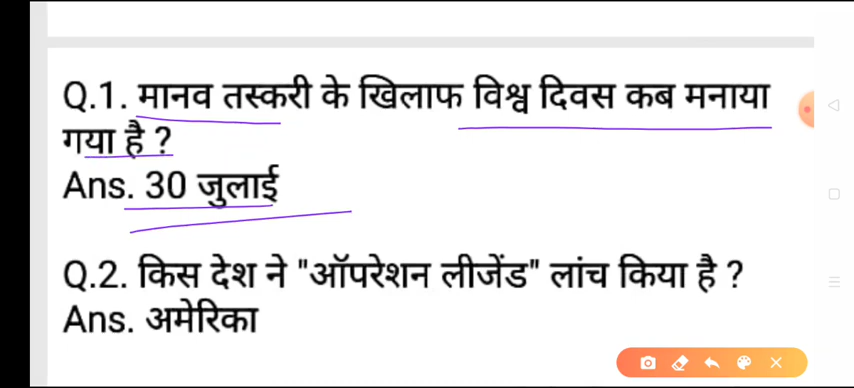 Q.1. मानव तस्करी के खिलाफ विश्व दिवस कब मनाया
गया है ?
Ans. 30 जुलाई
Q.2. किस देश ने "ऑपरेशन लीजेंड" लांच किया है ?
Ans. अमेरिका